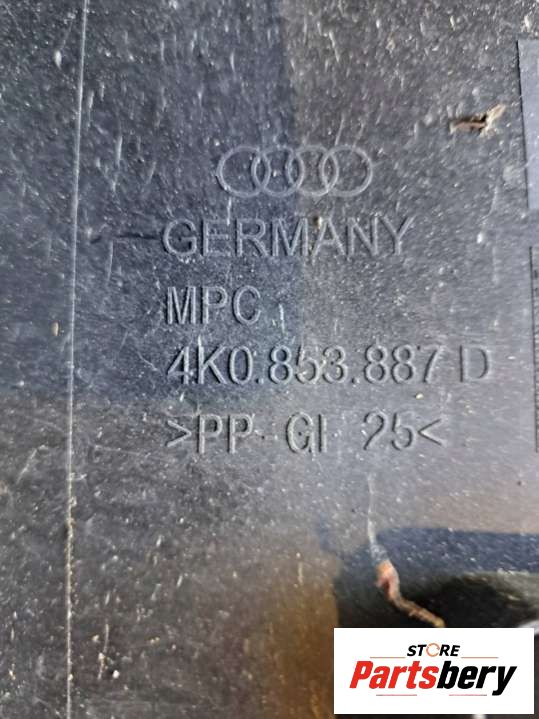 GERMANY
MPC
4K0.853.887 D
>PP-GF 25<
STORE
Partsbery